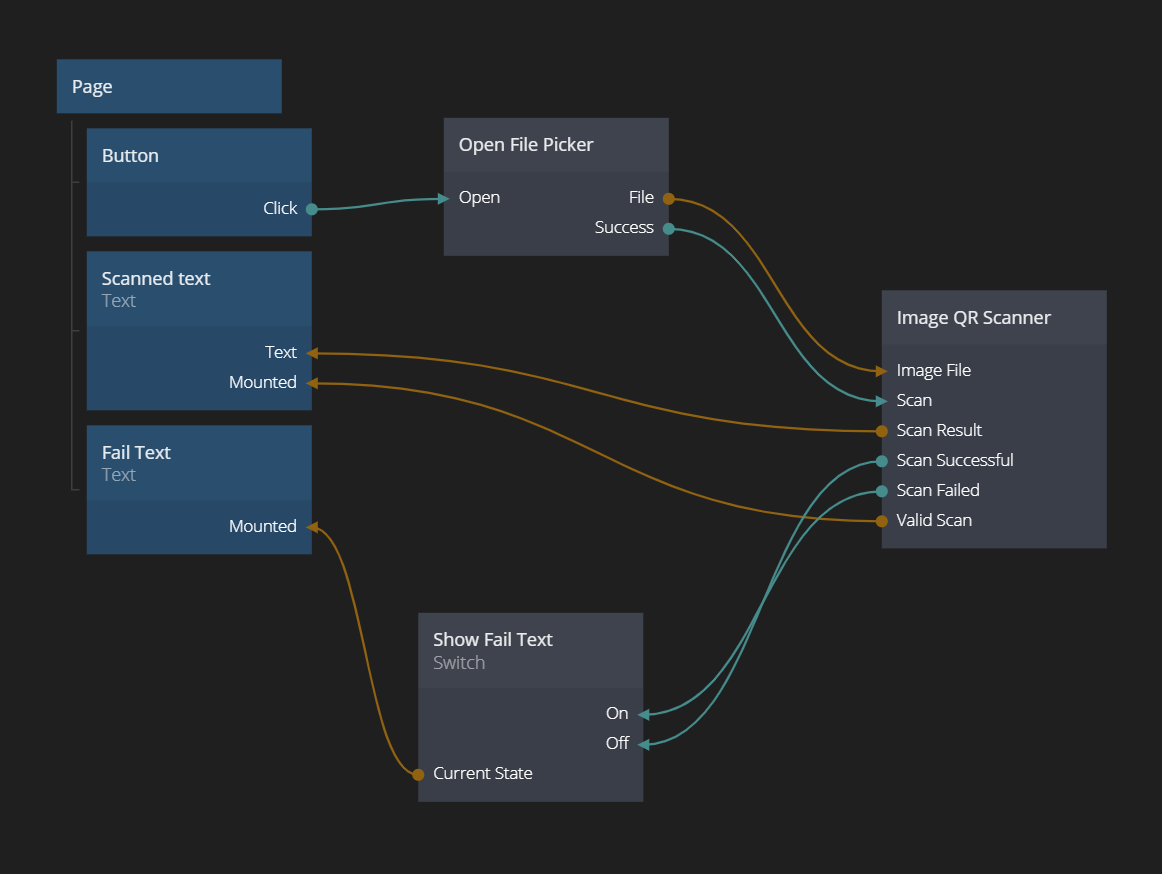 Page
Button
Click
Scanned text
Text
Text
Mounted
Fail Text
Text
Mounted
Open File Picker
Open File
Success
Image QR Scanner
Image File
Scan
Scan Result
Scan Successful
Scan Failed
Valid Scan
Show Fail Text
Switch
On
Off
Current State